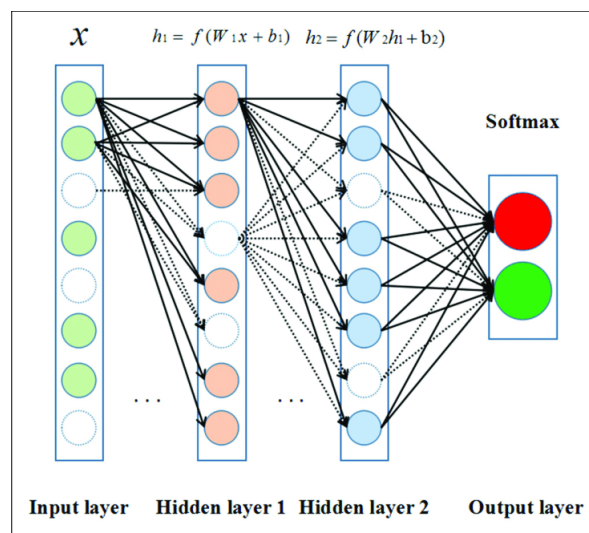 x
h₁ = f(W₁x + b₁)
h₂ = f(W₂h₁ + b₂)
Softmax
. . .
. . .
Input layer
Hidden layer 1
Hidden layer 2
Output layer